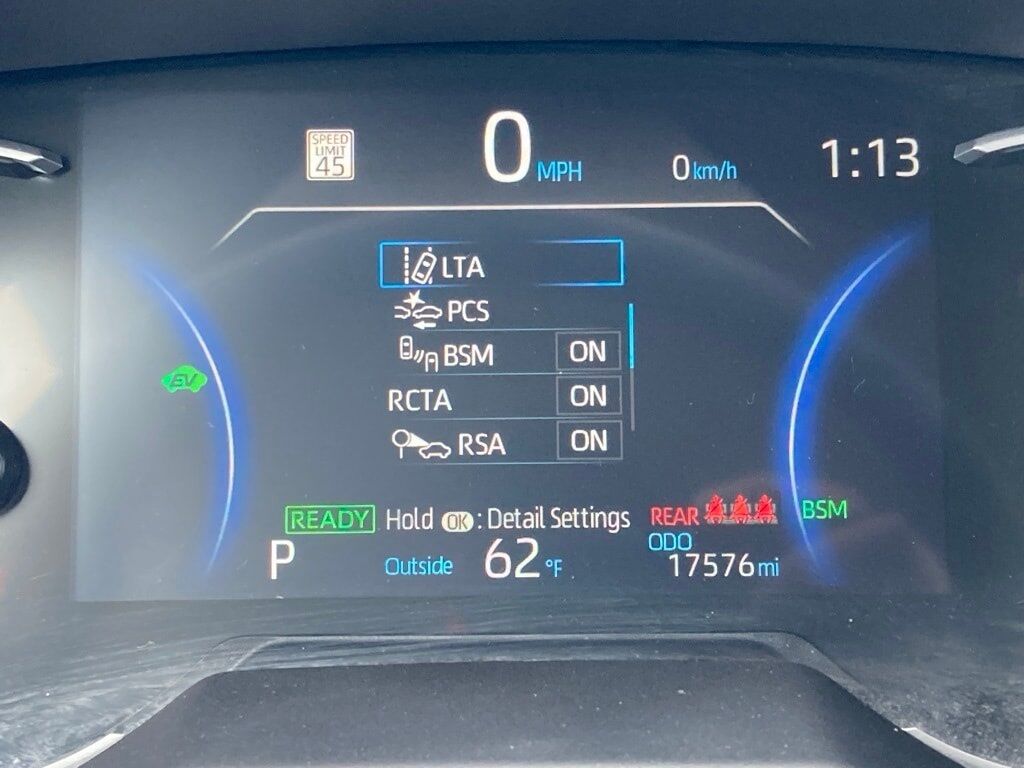 SPEED
LIMIT
45
0 MPH
0 km/h
1:13
LTA
PCS
BSM ON
RCTA ON
RSA ON
EV
READY Hold OK : Detail Settings
REAR
BSM
P
Outside 62 °F
ODO
17576 mi